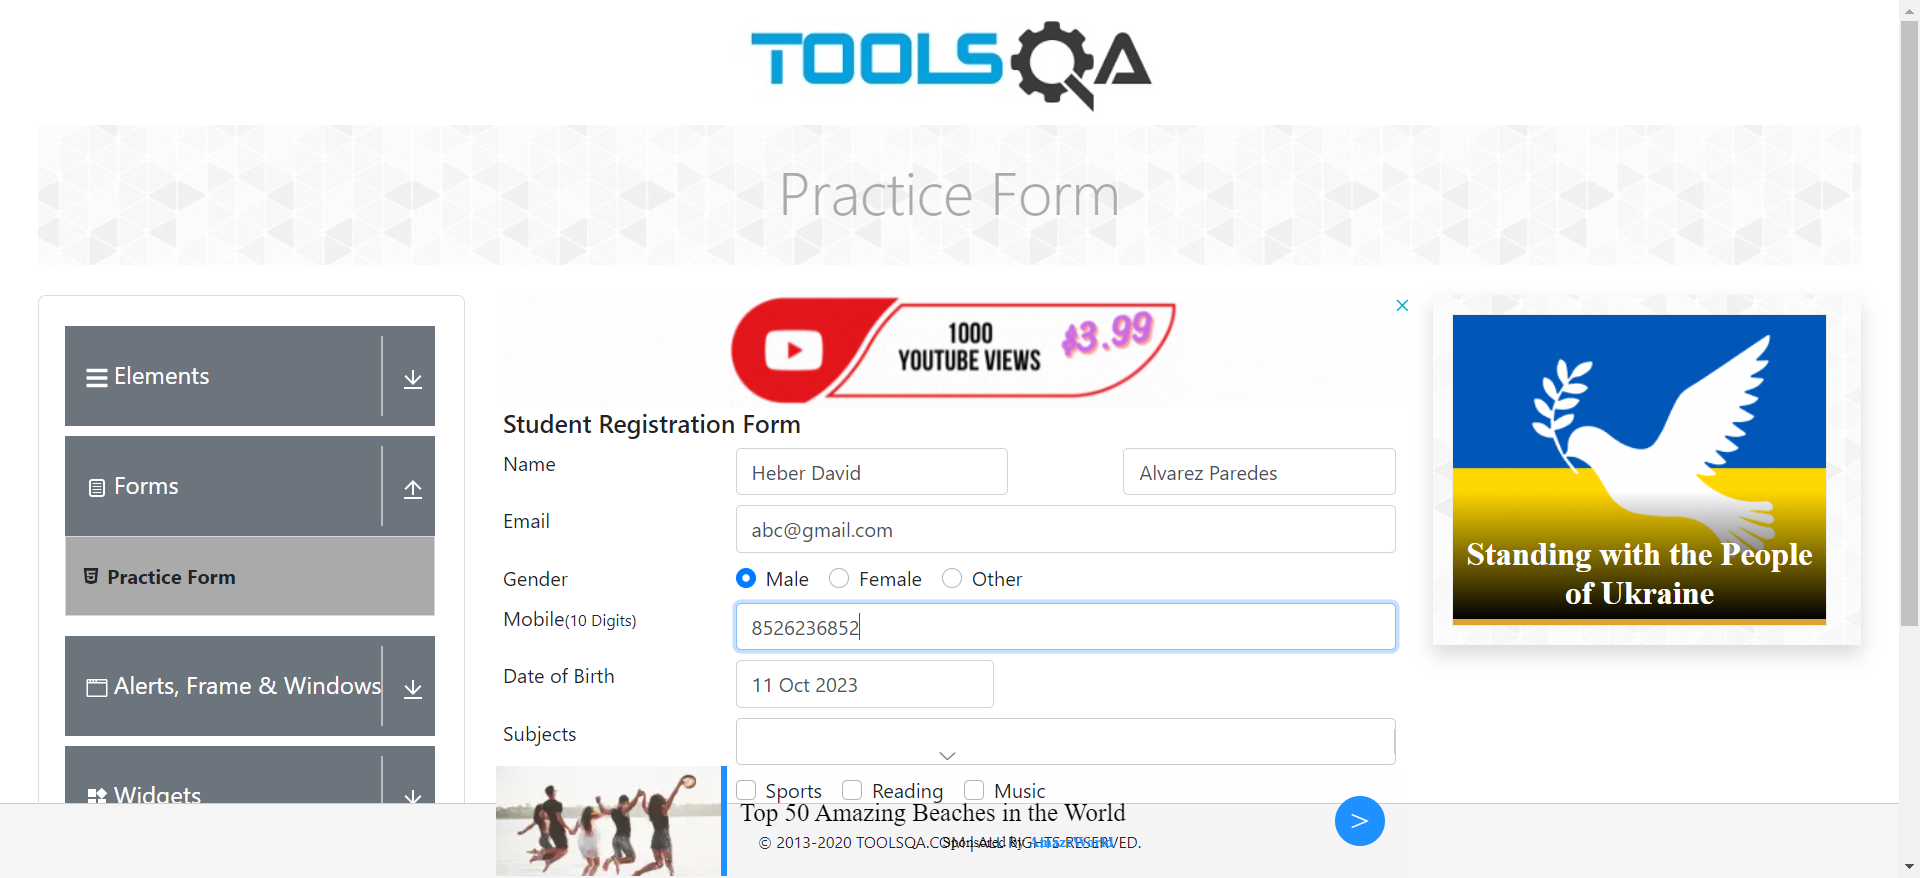 TOOLSQA
Practice Form
Elements
Forms
Practice Form
Alerts, Frame & Windows
Widgets
1000
YOUTUBE VIEWS
$3.99
Student Registration Form
Name
Heber David
Alvarez Paredes
Email
abc@gmail.com
Gender
Male
Female
Other
Mobile(10 Digits)
8526236852
Date of Birth
11 Oct 2023
Subjects
Sports
Reading
Music
Top 50 Amazing Beaches in the World
© 2013-2020 TOOLSQA.COM | ALL RIGHTS RESERVED.
Sponsored By
Standing with the People
of Ukraine